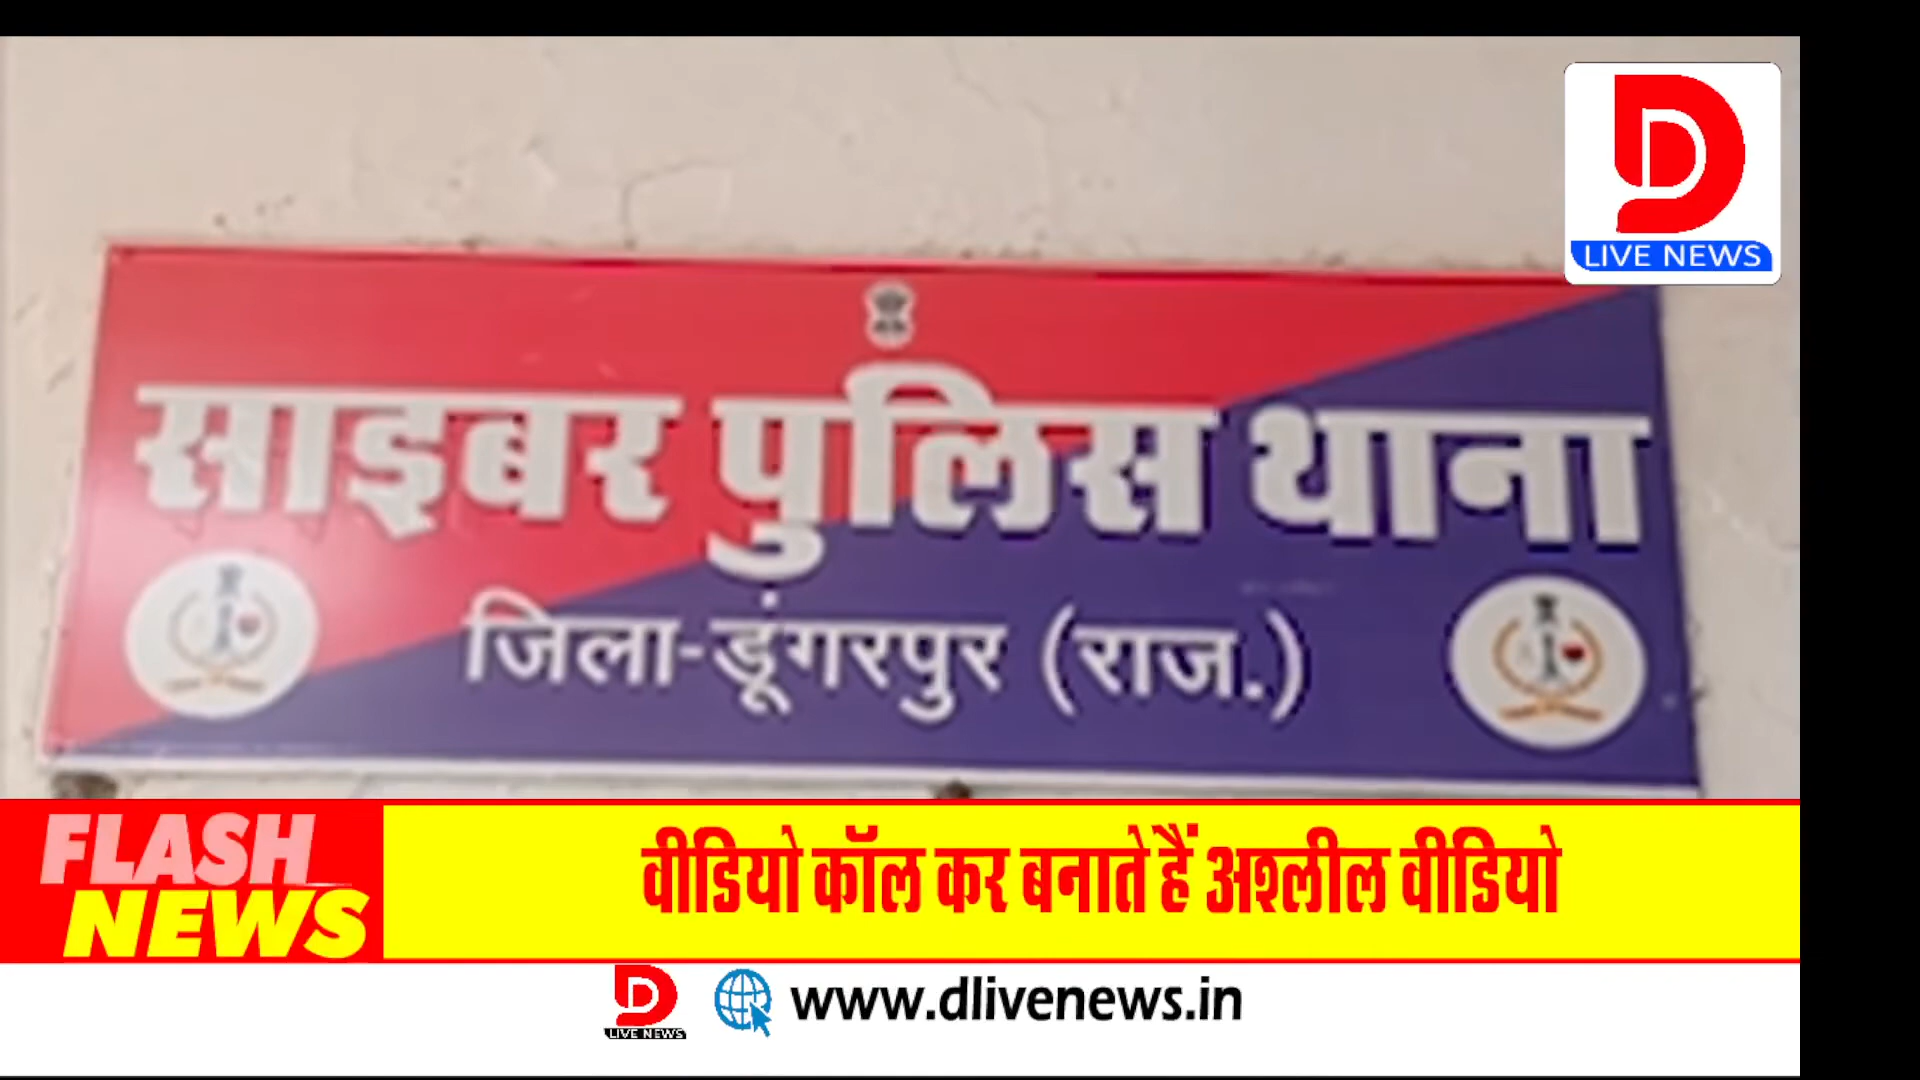 D
LIVE NEWS
साइबर पुलिस थाना
जिला-डूंगरपुर (राज.)
FLASH
NEWS
वीडियो कॉल कर बनाते हैं अश्लील वीडियो
D
LIVE NEWS
www.dlivenews.in